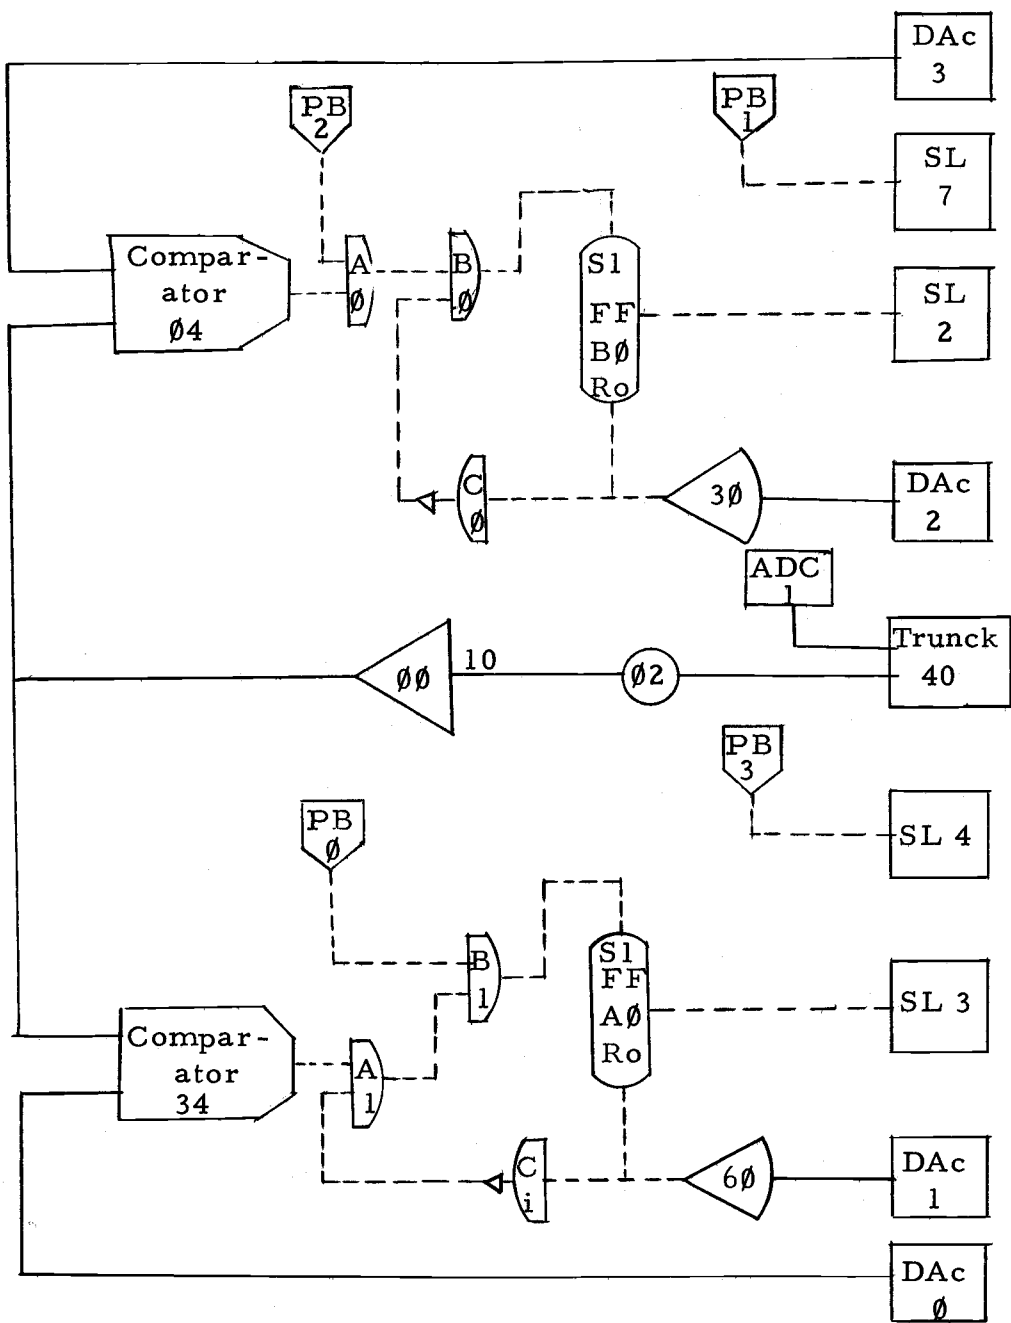 DAc
3
PB
2
PB
1
SL
7
Compar-
ator
Ø4
A
Ø
B
Ø
S1
FF
BØ
Ro
SL
2
C
Ø
3Ø
DAc
2
ADC
1
Trunck
40
ØØ
10
Ø2
PB
3
PB
Ø
SL 4
B
1
S1
FF
AØ
Ro
SL 3
Compar-
ator
34
A
1
C
i
6Ø
DAc
1
DAc
Ø